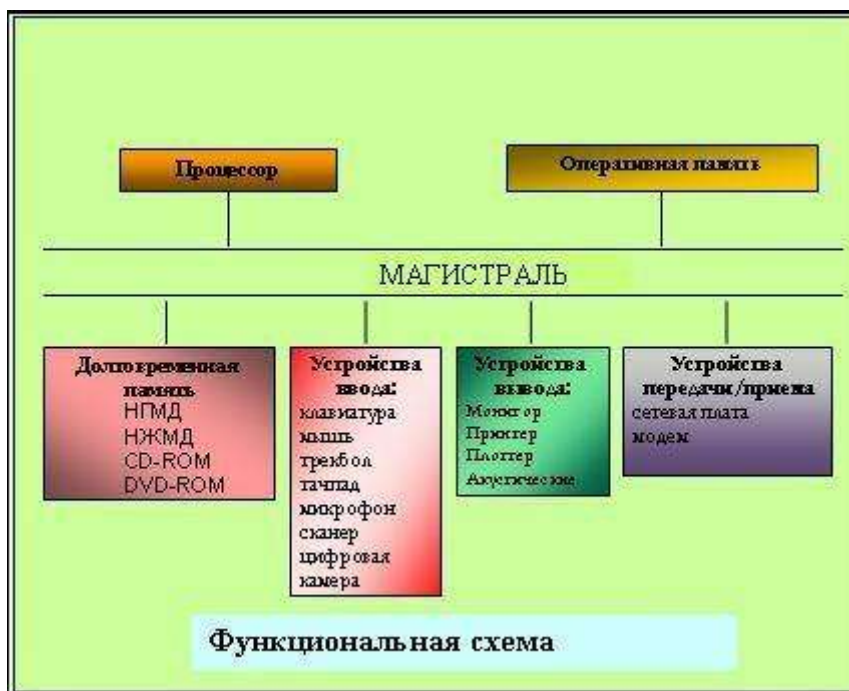 Процессор
Оперативная память
МАГИСТРАЛЬ
Долговременная
память
НГМД
НЖМД
CD-ROM
DVD-ROM
Устройства
ввода:
клавиатура
мышь
трекбол
тачпад
микрофон
сканер
цифровая
камера
Устройства
вывода:
Монитор
Принтер
Плоттер
Акустические
Устройства
передачи/приема
сетевая плата
модем
Функциональная схема